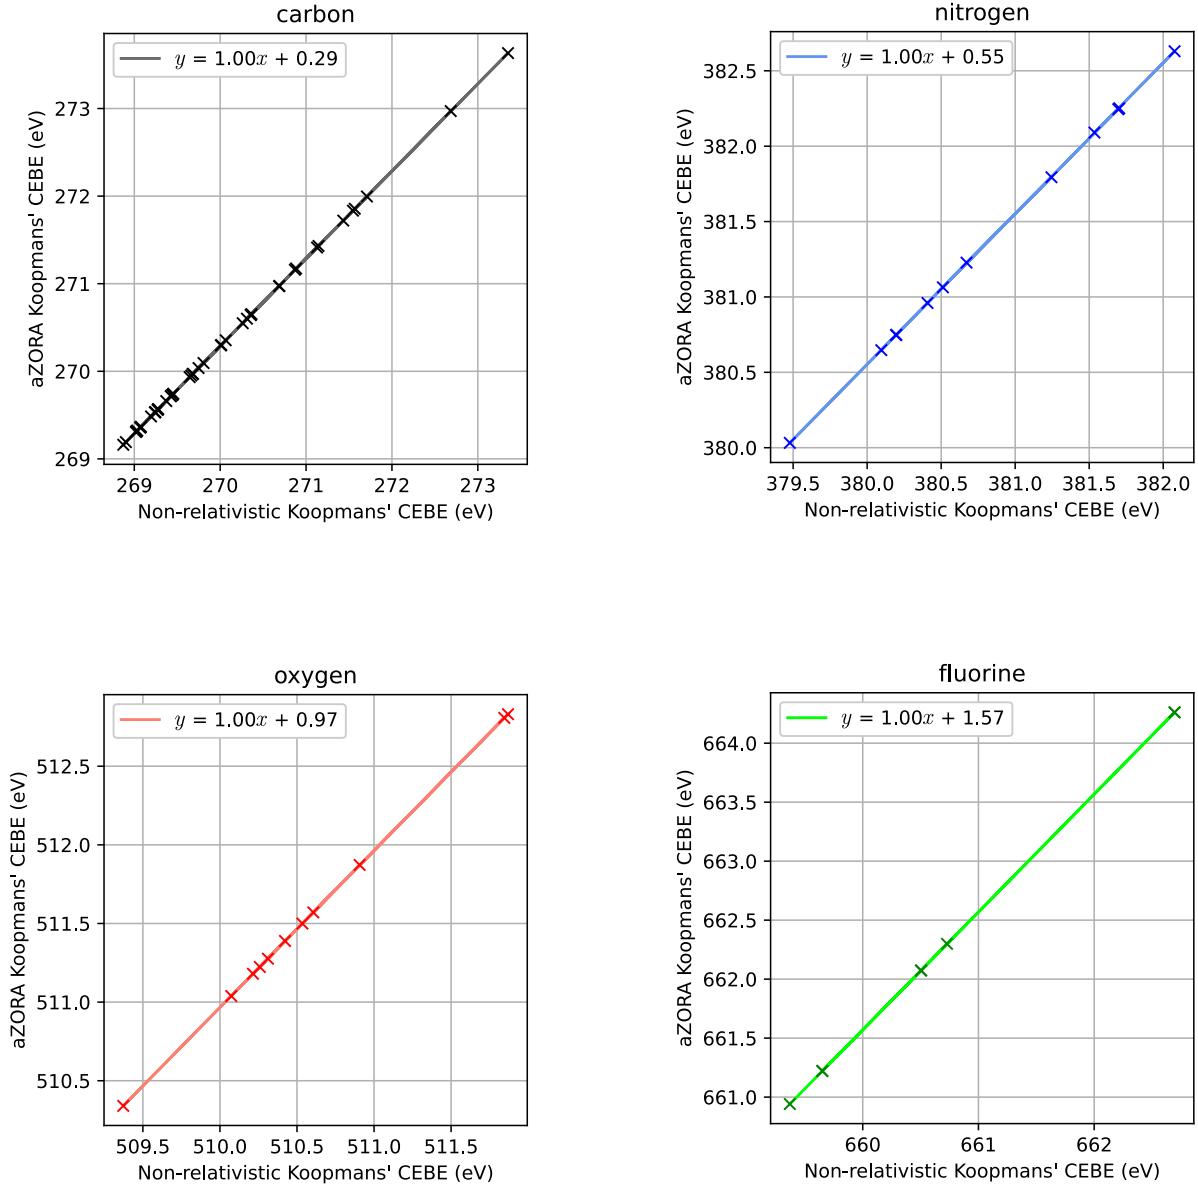 carbon
y = 1.00x + 0.29
aZORA Koopmans' CEBE (eV)
273
272
271
270
269
269 270 271 272 273
Non-relativistic Koopmans' CEBE (eV)
nitrogen
y = 1.00x + 0.55
aZORA Koopmans' CEBE (eV)
382.5
382.0
381.5
381.0
380.5
380.0
379.5 380.0 380.5 381.0 381.5 382.0
Non-relativistic Koopmans' CEBE (eV)
oxygen
y = 1.00x + 0.97
aZORA Koopmans' CEBE (eV)
512.5
512.0
511.5
511.0
510.5
509.5 510.0 510.5 511.0 511.5
Non-relativistic Koopmans' CEBE (eV)
fluorine
y = 1.00x + 1.57
aZORA Koopmans' CEBE (eV)
664.0
663.5
663.0
662.5
662.0
661.5
661.0
660 661 662
Non-relativistic Koopmans' CEBE (eV)